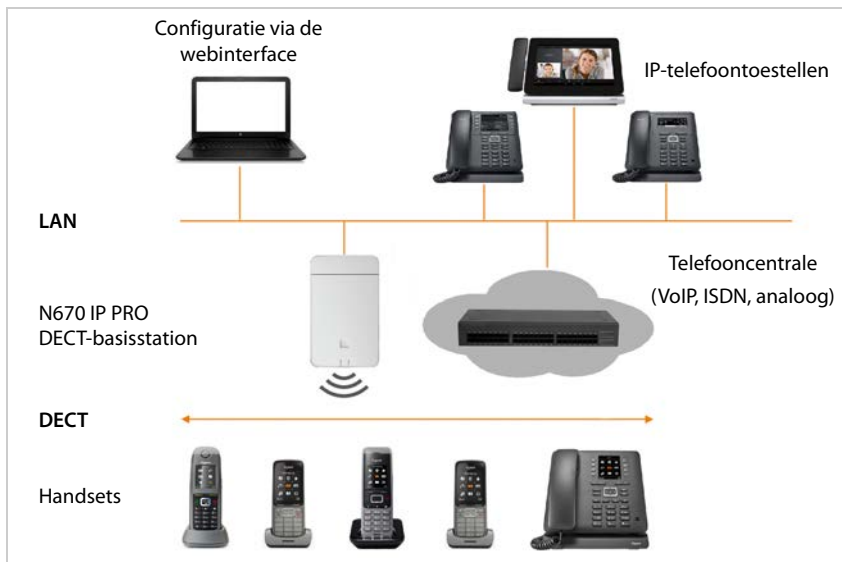 Configuratie via de
webinterface
IP-telefoontoestellen
LAN
Telefooncentrale
(VoIP, ISDN, analoog)
N670 IP PRO
DECT-basisstation
DECT
Handsets